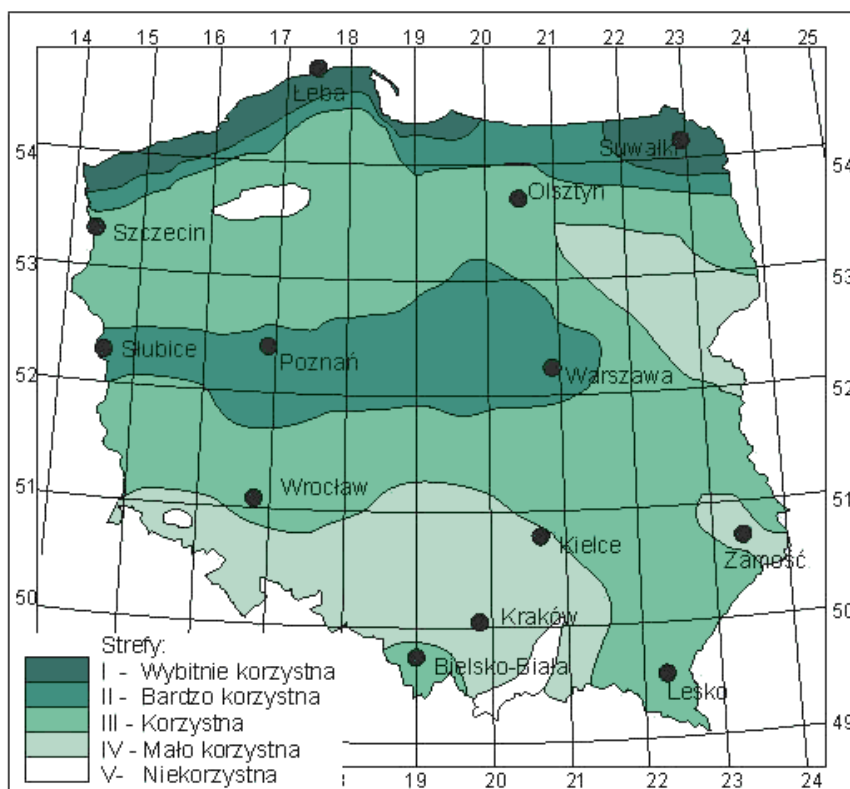 14 15 16 17 18 19 20 21 22 23 24 25
Łeba
54 Suwałki 54
Olsztyn
Szczecin
53 53
Słubice Poznań
52 Warszawa 52
51 Wrocław 51
Kielce
Zamość
50 Kraków 50
Strefy:
I - Wybitnie korzystna Bielsko-Biała
II - Bardzo korzystna Lesko
III - Korzystna 49
IV - Mało korzystna
V- Niekorzystna 19 20 21 22 23 24